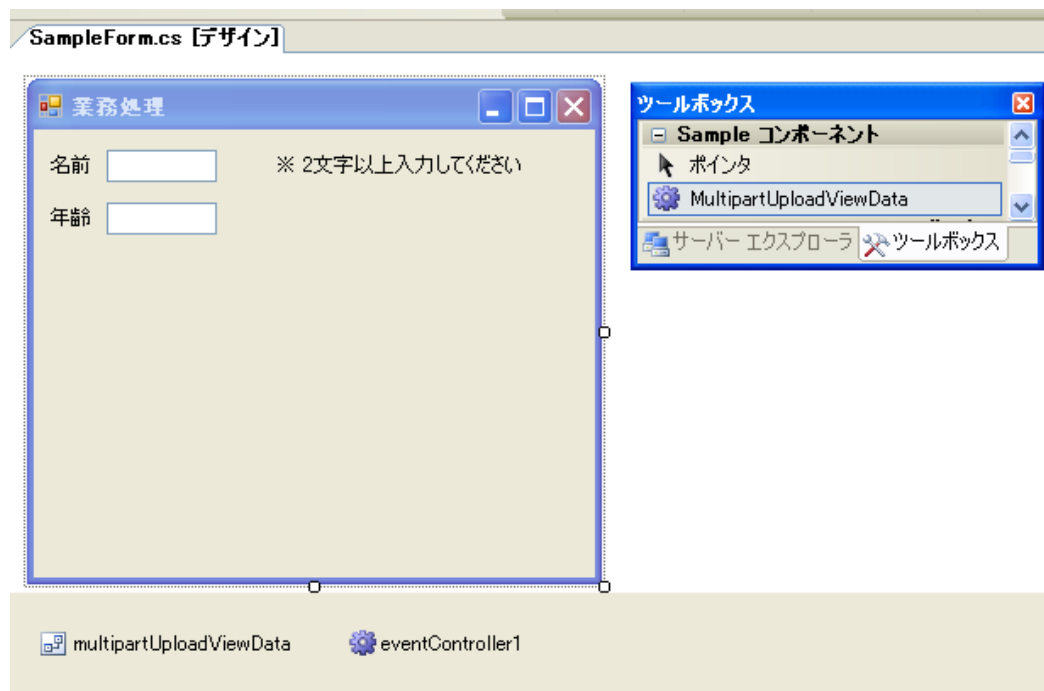 SampleForm.cs [デザイン]
業務処理
名前
※ 2文字以上入力してください
年齢
ツールボックス
Sample コンポーネント
ポインタ
MultipartUploadViewData
サーバー エクスプローラ
ツールボックス
multipartUploadViewData
eventController1